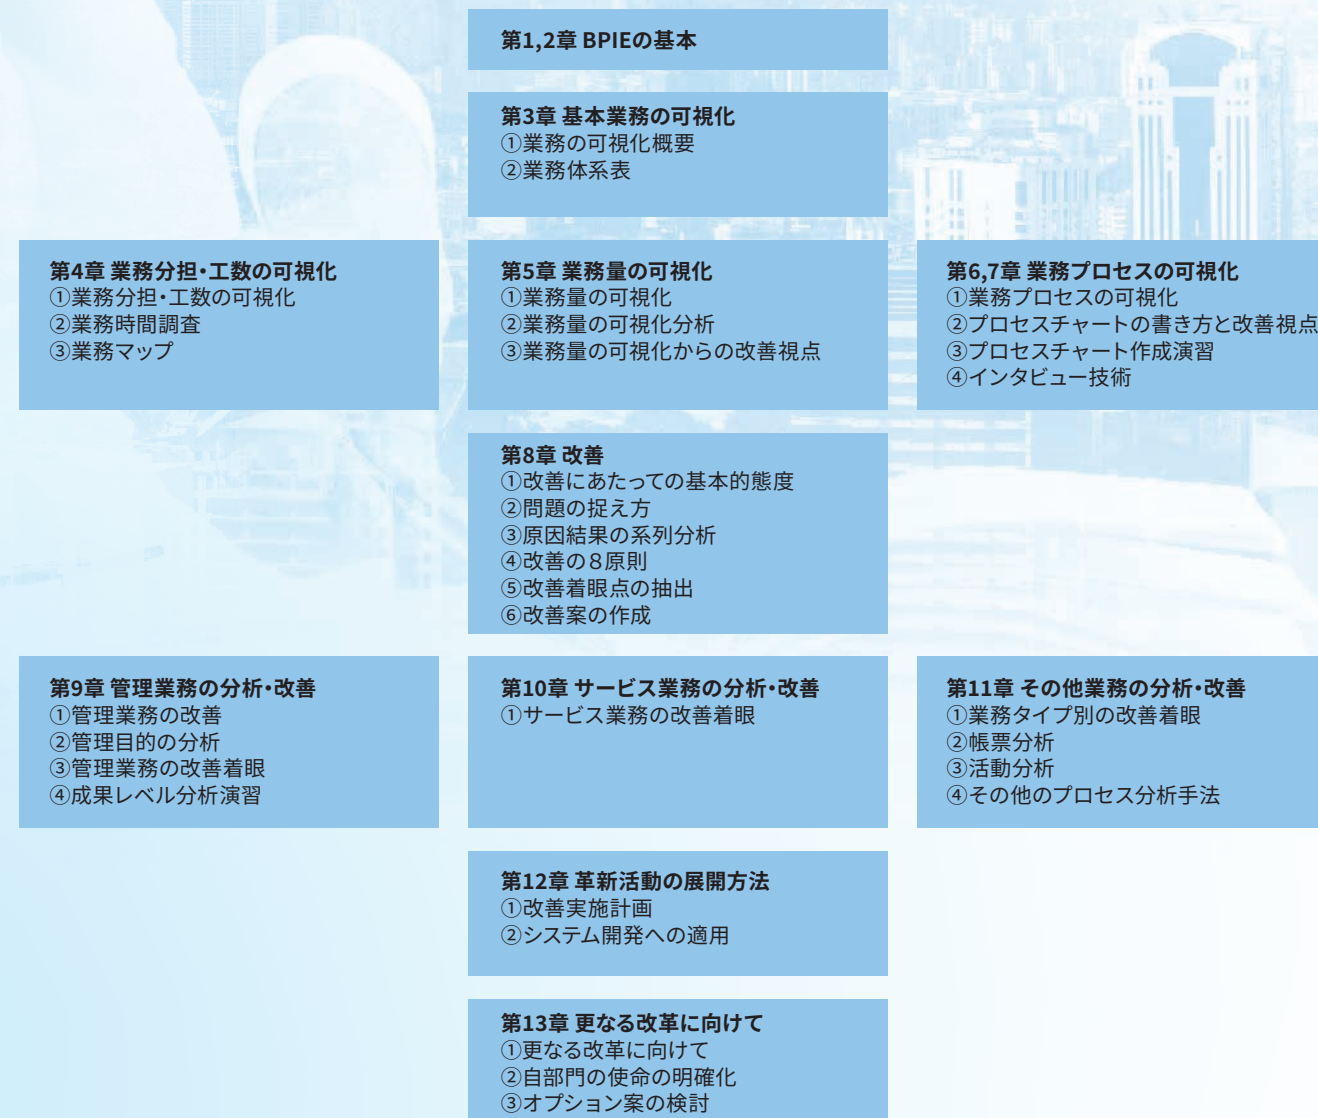 第1,2章 BPIEの基本
第3章 基本業務の可視化
①業務の可視化概要
②業務体系表
第4章 業務分担・工数の可視化
①業務分担・工数の可視化
②業務時間調査
③業務マップ
第5章 業務量の可視化
①業務量の可視化
②業務量の可視化分析
③業務量の可視化からの改善視点
第6,7章 業務プロセスの可視化
①業務プロセスの可視化
②プロセスチャートの書き方と改善視点
③プロセスチャート作成演習
④インタビュー技術
第8章 改善
①改善にあたっての基本的態度
②問題の捉え方
③原因結果の系列分析
④改善の８原則
⑤改善着眼点の抽出
⑥改善案の作成
第9章 管理業務の分析・改善
①管理業務の改善
②管理目的の分析
③管理業務の改善着眼
④成果レベル分析演習
第10章 サービス業務の分析・改善
①サービス業務の改善着眼
第11章 その他業務の分析・改善
①業務タイプ別の改善着眼
②帳票分析
③活動分析
④その他のプロセス分析手法
第12章 革新活動の展開方法
①改善実施計画
②システム開発への適用
第13章 更なる改革に向けて
①更なる改革に向けて
②自部門の使命の明確化
③オプション案の検討